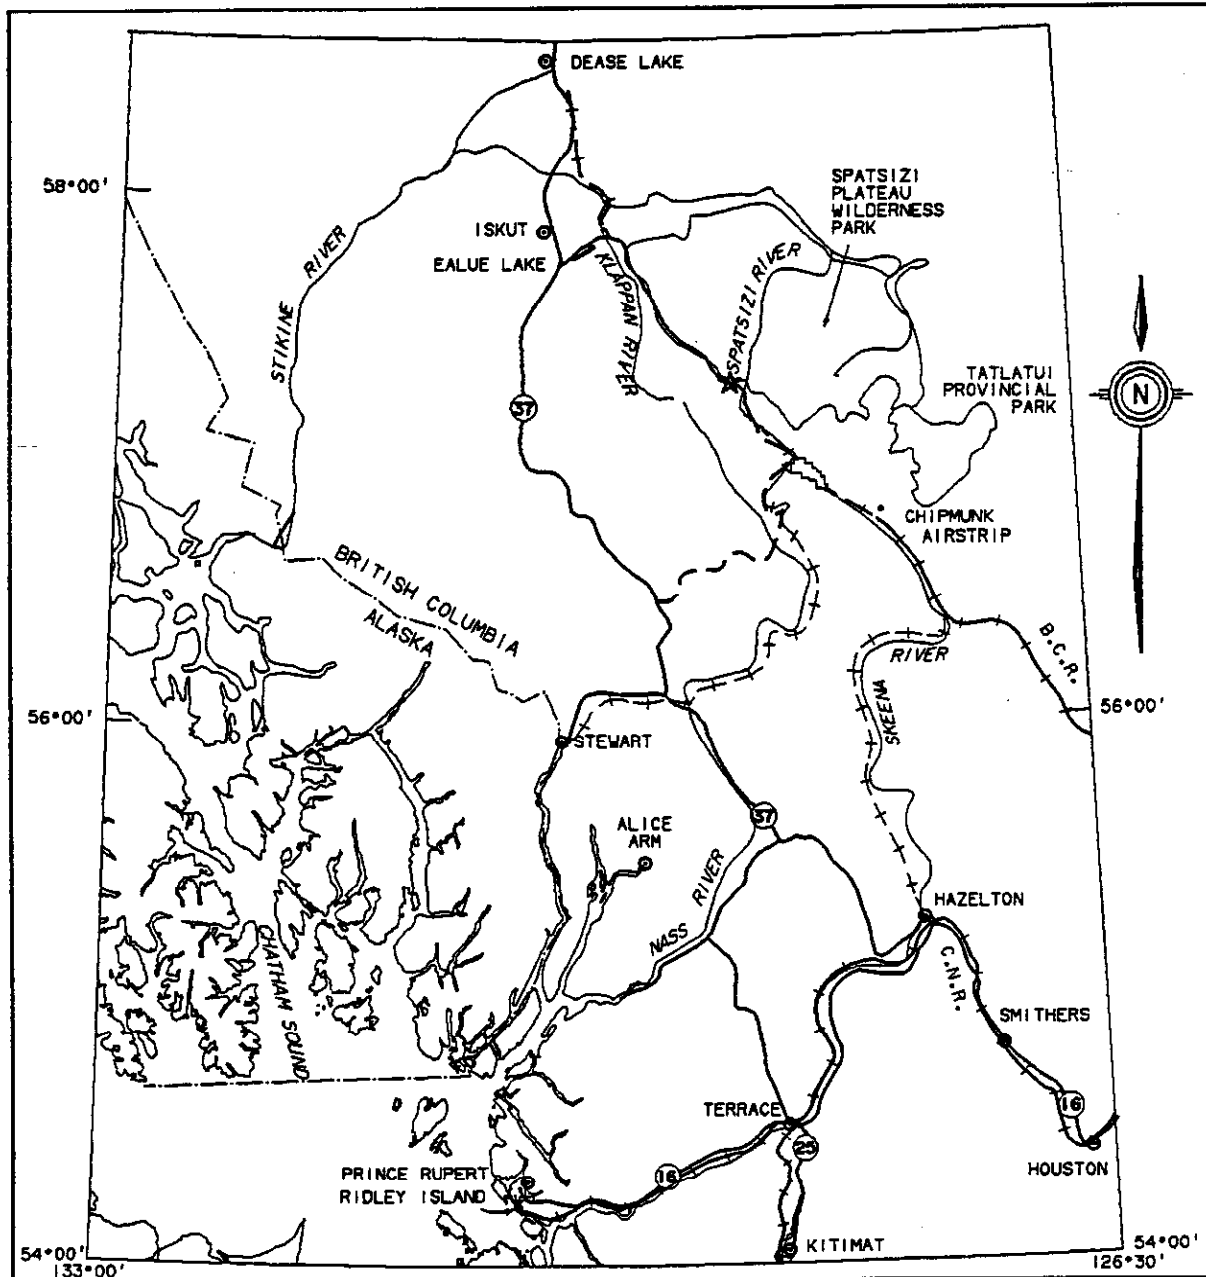 DEASE LAKE
58°00'
SPATSIZI
PLATEAU
WILDERNESS
PARK
ISKUT
EALUE LAKE
STIKINE RIVER
KLAPPAN RIVER
SPATSIZI RIVER
TATLATUI
PROVINCIAL
PARK
N
37
CHIPMUNK
AIRSTRIP
BRITISH COLUMBIA
ALASKA
B.C.R.
SKEENA RIVER
56°00'
56°00'
STEWART
37
ALICE
ARM
NASS RIVER
HAZELTON
CHATHAM SOUND
C.N.R.
SMITHERS
16
TERRACE
25
HOUSTON
PRINCE RUPERT
RIDLEY ISLAND
16
KITIMAT
54°00'
133°00'
54°00'
126°30'